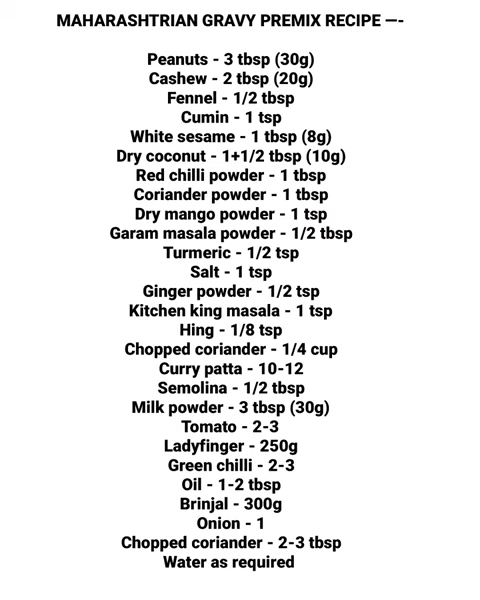 MAHARASHTRIAN GRAVY PREMIX RECIPE —-
Peanuts - 3 tbsp (30g)
Cashew - 2 tbsp (20g)
Fennel - 1/2 tbsp
Cumin - 1 tsp
White sesame - 1 tbsp (8g)
Dry coconut - 1+1/2 tbsp (10g)
Red chilli powder - 1 tbsp
Coriander powder - 1 tbsp
Dry mango powder - 1 tsp
Garam masala powder - 1/2 tbsp
Turmeric - 1/2 tsp
Salt - 1 tsp
Ginger powder - 1/2 tsp
Kitchen king masala - 1 tsp
Hing - 1/8 tsp
Chopped coriander - 1/4 cup
Curry patta - 10-12
Semolina - 1/2 tbsp
Milk powder - 3 tbsp (30g)
Tomato - 2-3
Ladyfinger - 250g
Green chilli - 2-3
Oil - 1-2 tbsp
Brinjal - 300g
Onion - 1
Chopped coriander - 2-3 tbsp
Water as required